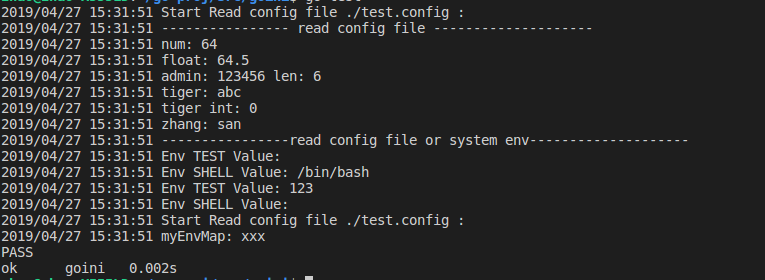 2019/04/27 15:31:51 Start Read config file ./test.config :
2019/04/27 15:31:51 ---------------- read config file --------------------
2019/04/27 15:31:51 num: 64
2019/04/27 15:31:51 float: 64.5
2019/04/27 15:31:51 admin: 123456 len: 6
2019/04/27 15:31:51 tiger: abc
2019/04/27 15:31:51 tiger int: 0
2019/04/27 15:31:51 zhang: san
2019/04/27 15:31:51 ----------------read config file or system env--------------------
2019/04/27 15:31:51 Env TEST Value:
2019/04/27 15:31:51 Env SHELL Value: /bin/bash
2019/04/27 15:31:51 Env TEST Value: 123
2019/04/27 15:31:51 Env SHELL Value:
2019/04/27 15:31:51 Start Read config file ./test.config :
2019/04/27 15:31:51 myEnvMap: xxx
PASS
ok goini 0.002s